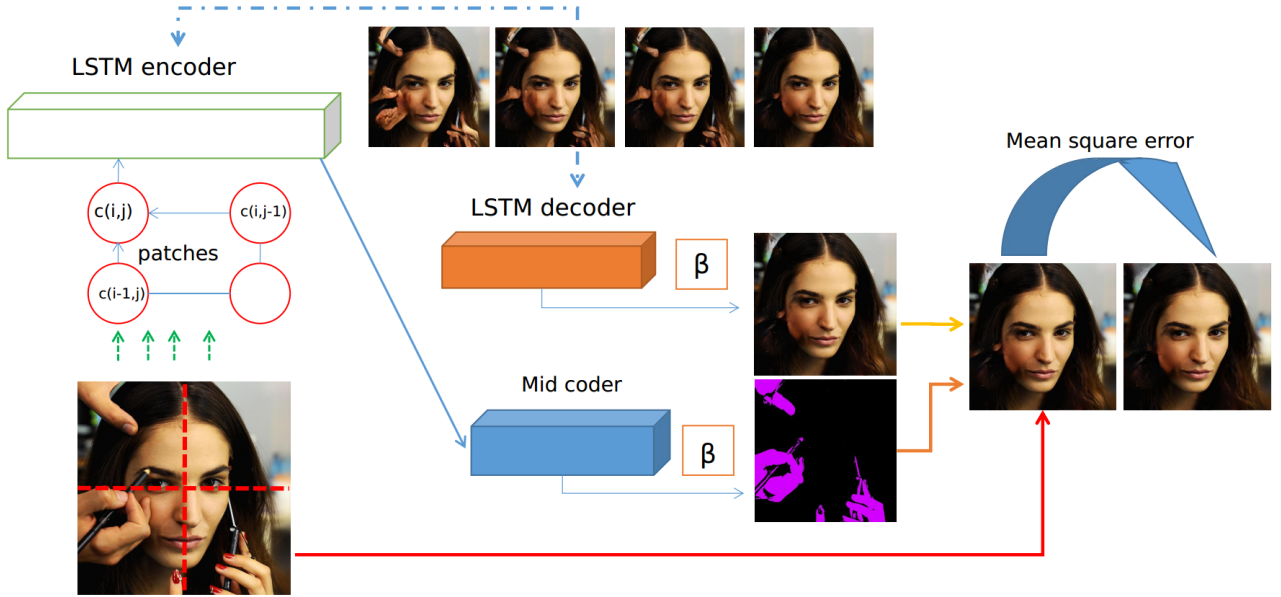 LSTM encoder
Mean square error
c(i,j)
c(i,j-1)
LSTM decoder
patches
β
c(i-1,j)
Mid coder
β